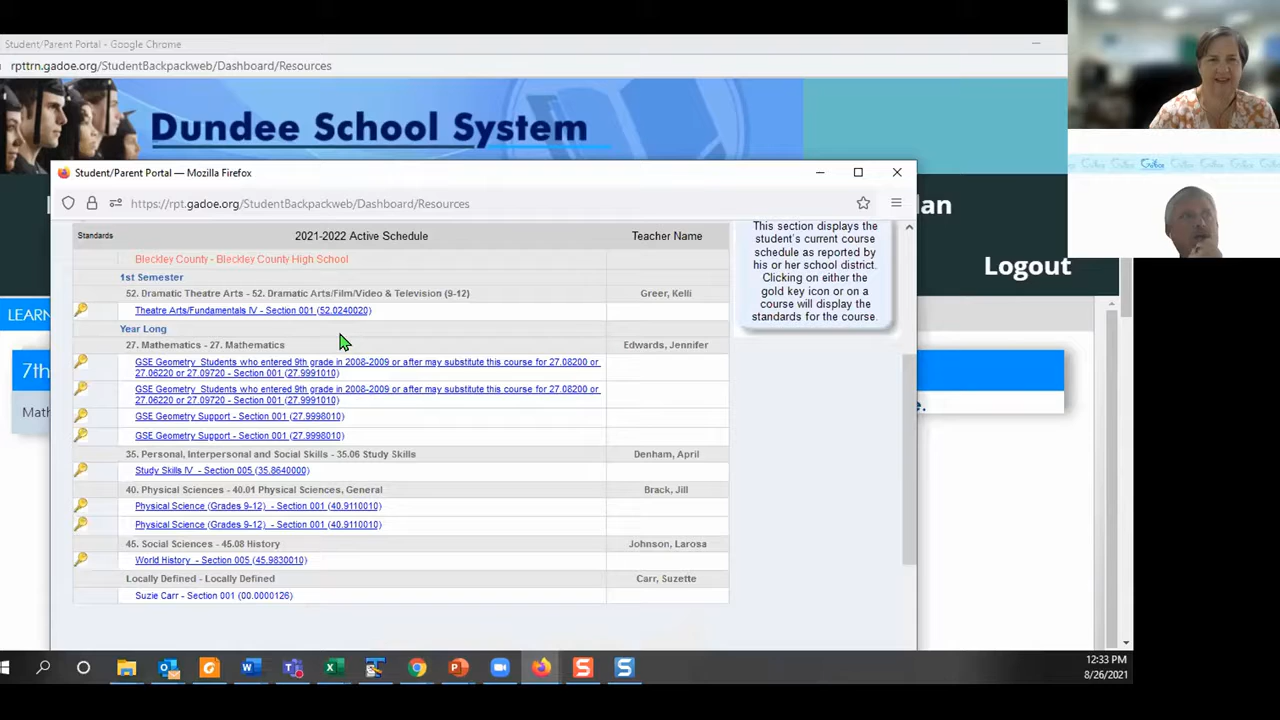 Student/Parent Portal - Google Chrome
rpttrn.gadoe.org/StudentBackpackweb/Dashboard/Resources
Dundee School System
Student/Parent Portal — Mozilla Firefox
https://rpt.gadoe.org/StudentBackpackweb/Dashboard/Resources
lan
Logout
LEARN
7th
Math
Standards 2021-2022 Active Schedule Teacher Name
Bleckley County - Bleckley County High School
1st Semester
52. Dramatic Theatre Arts - 52. Dramatic Arts/Film/Video & Television (9-12) Greer, Kelli
Theatre Arts/Fundamentals IV - Section 001 (52.0240020)
Year Long
27. Mathematics - 27. Mathematics Edwards, Jennifer
GSE Geometry Students who entered 9th grade in 2008-2009 or after may substitute this course for 27.08200 or
27.06220 or 27.09720 - Section 001 (27.9991010)
GSE Geometry Students who entered 9th grade in 2008-2009 or after may substitute this course for 27.08200 or
27.06220 or 27.09720 - Section 001 (27.9991010)
GSE Geometry Support - Section 001 (27.9998010)
GSE Geometry Support - Section 001 (27.9998010)
35. Personal, Interpersonal and Social Skills - 35.06 Study Skills Denham, April
Study Skills IV - Section 005 (35.8640000)
40. Physical Sciences - 40.01 Physical Sciences, General Brack, Jill
Physical Science (Grades 9-12) - Section 001 (40.9110010)
Physical Science (Grades 9-12) - Section 001 (40.9110010)
45. Social Sciences - 45.08 History Johnson, Larosa
World History - Section 005 (45.9830010)
Locally Defined - Locally Defined Carr, Suzette
Suzie Carr - Section 001 (00.0000126)
This section displays the
student's current course
schedule as reported by
his or her school district.
Clicking on either the
gold key icon or on a
course will display the
standards for the course.
e.
12:33 PM
8/26/2021